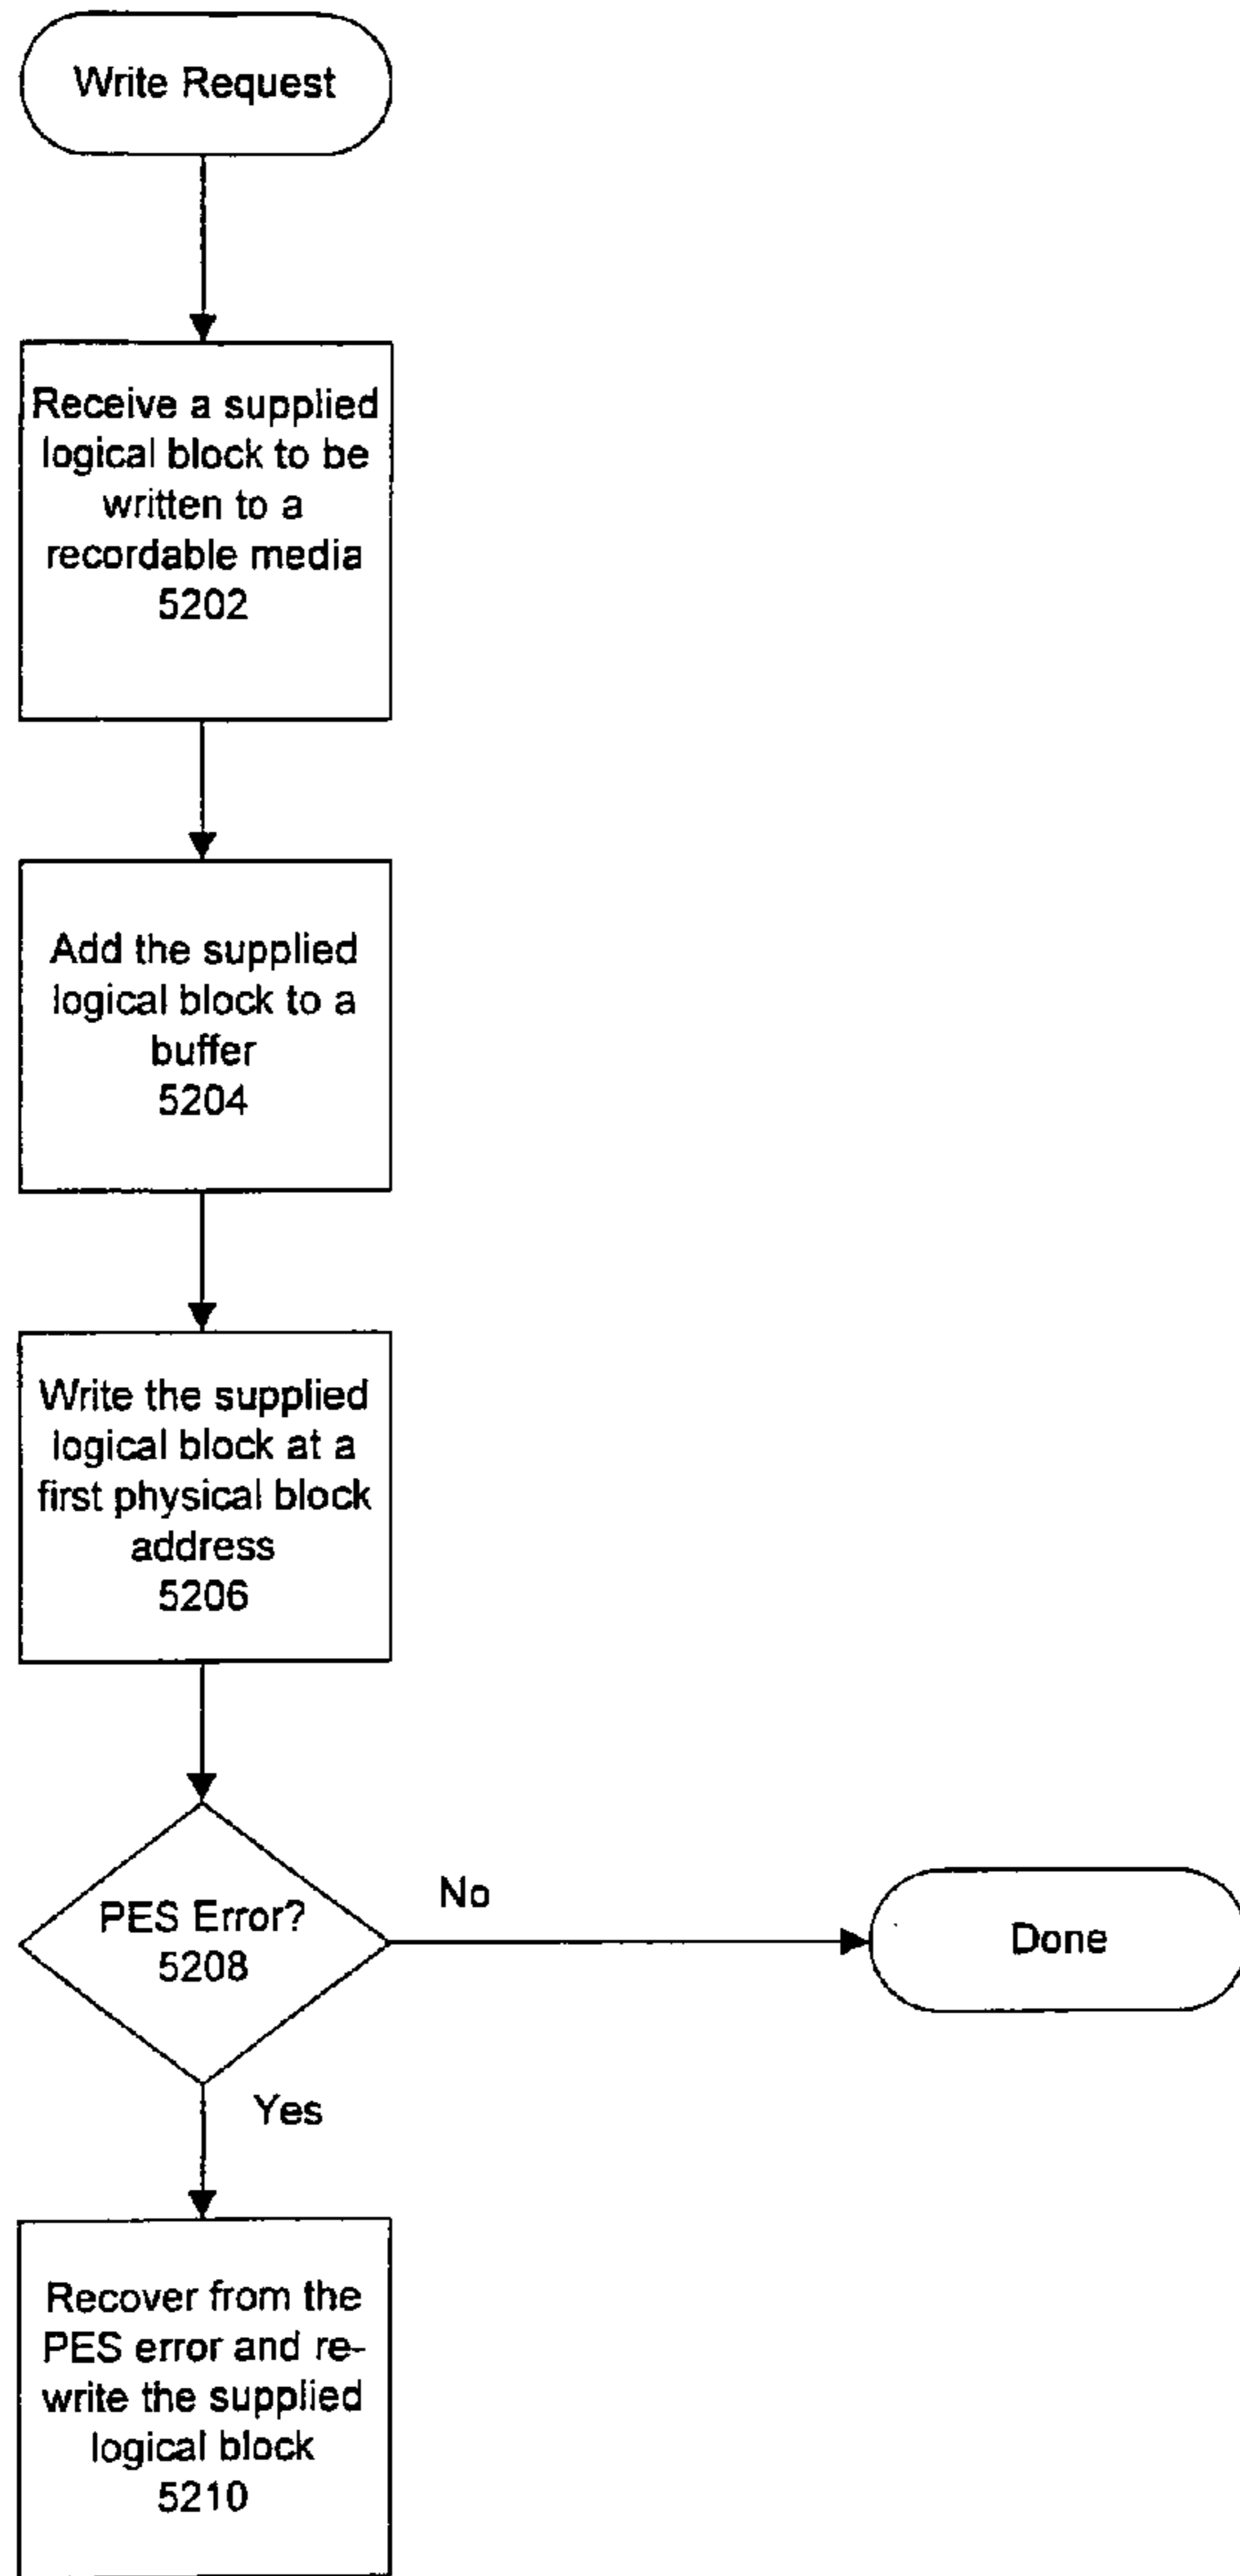 Write Request
Receive a supplied
logical block to be
written to a
recordable media
5202
Add the supplied
logical block to a
buffer
5204
Write the supplied
logical block at a
first physical block
address
5206
PES Error?
5208
No
Done
Yes
Recover from the
PES error and re-
write the supplied
logical block
5210